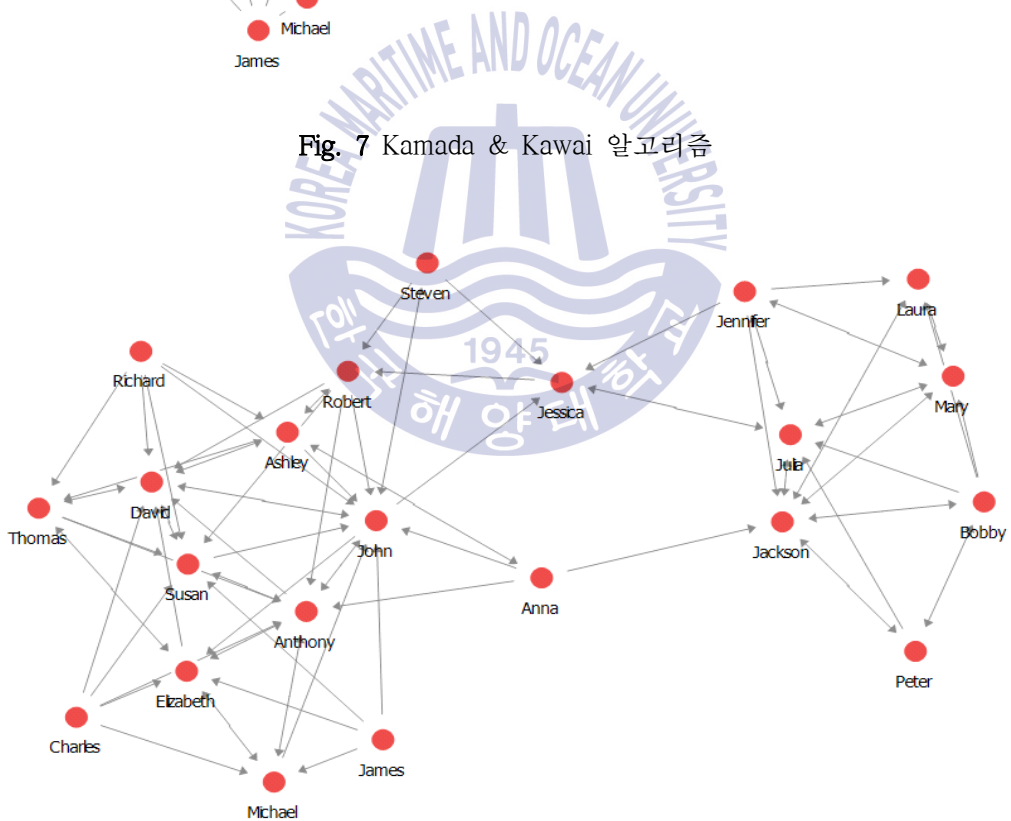 Michael
James
KOREA MARITIME AND OCEAN UNIVERSITY
Fig. 7 Kamada & Kawai 알고리즘
Steven
Jennifer
Laura
1945
Richard
Robert
Jessica
Mary
Ashley
Julia
David
Thomas
John
Jackson
Bobby
Susan
Anna
Anthony
Elizabeth
Peter
Charles
James
Michael
한국해양대학교